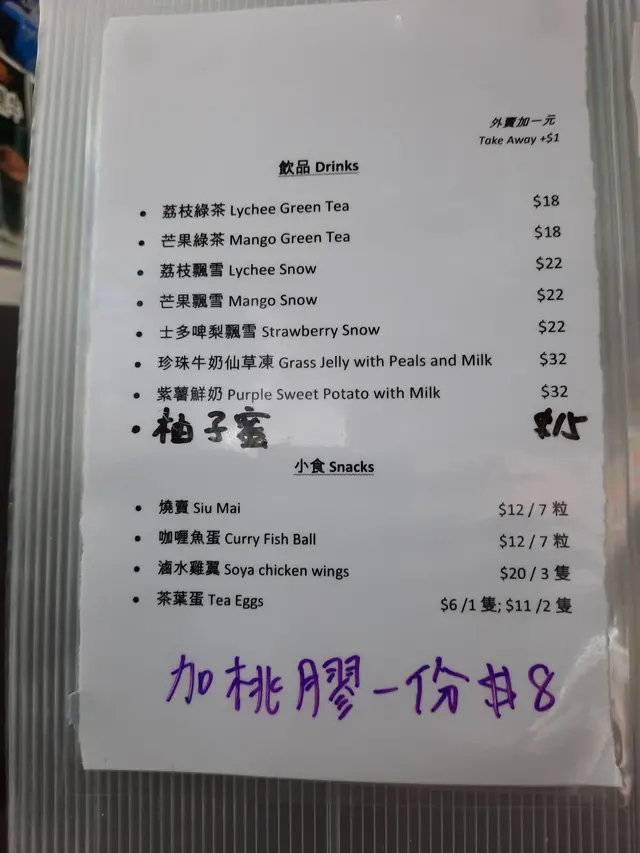 外賣加一元
Take Away +$1
飲品 Drinks
• 荔枝綠茶 Lychee Green Tea $18
• 芒果綠茶 Mango Green Tea $18
• 荔枝飄雪 Lychee Snow $22
• 芒果飄雪 Mango Snow $22
• 士多啤梨飄雪 Strawberry Snow $22
• 珍珠牛奶仙草凍 Grass Jelly with Peals and Milk $32
• 紫薯鮮奶 Purple Sweet Potato with Milk $32
• 柚子蜜 $15
小食 Snacks
• 燒賣 Siu Mai $12 / 7 粒
• 咖喱魚蛋 Curry Fish Ball $12 / 7 粒
• 滷水雞翼 Soya chicken wings $20 / 3 隻
• 茶葉蛋 Tea Eggs $6 /1 隻; $11 /2 隻
加桃膠一份 $8